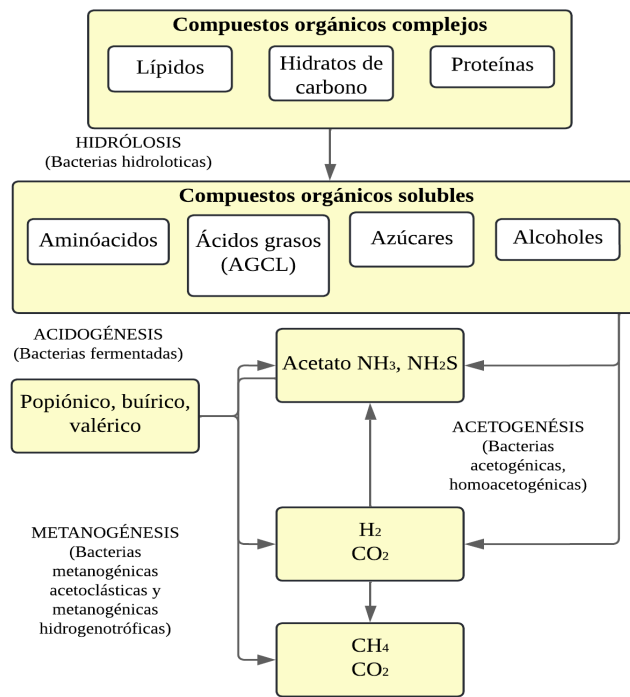 Compuestos orgánicos complejos
Lípidos
Hidratos de
carbono
Proteínas
HIDRÓLOSIS
(Bacterias hidroloticas)
Compuestos orgánicos solubles
Aminóacidos
Ácidos grasos
(AGCL)
Azúcares
Alcoholes
ACIDOGÉNESIS
(Bacterias fermentadas)
Acetato NH₃, NH₂S
Popiónico, buírico,
valérico
ACETOGENÉSIS
(Bacterias
acetogénicas,
homoacetogénicas)
METANOGÉNESIS
(Bacterias
metanogénicas
acetoclásticas y
metanogénicas
hidrogenotróficas)
H₂
CO₂
CH₄
CO₂